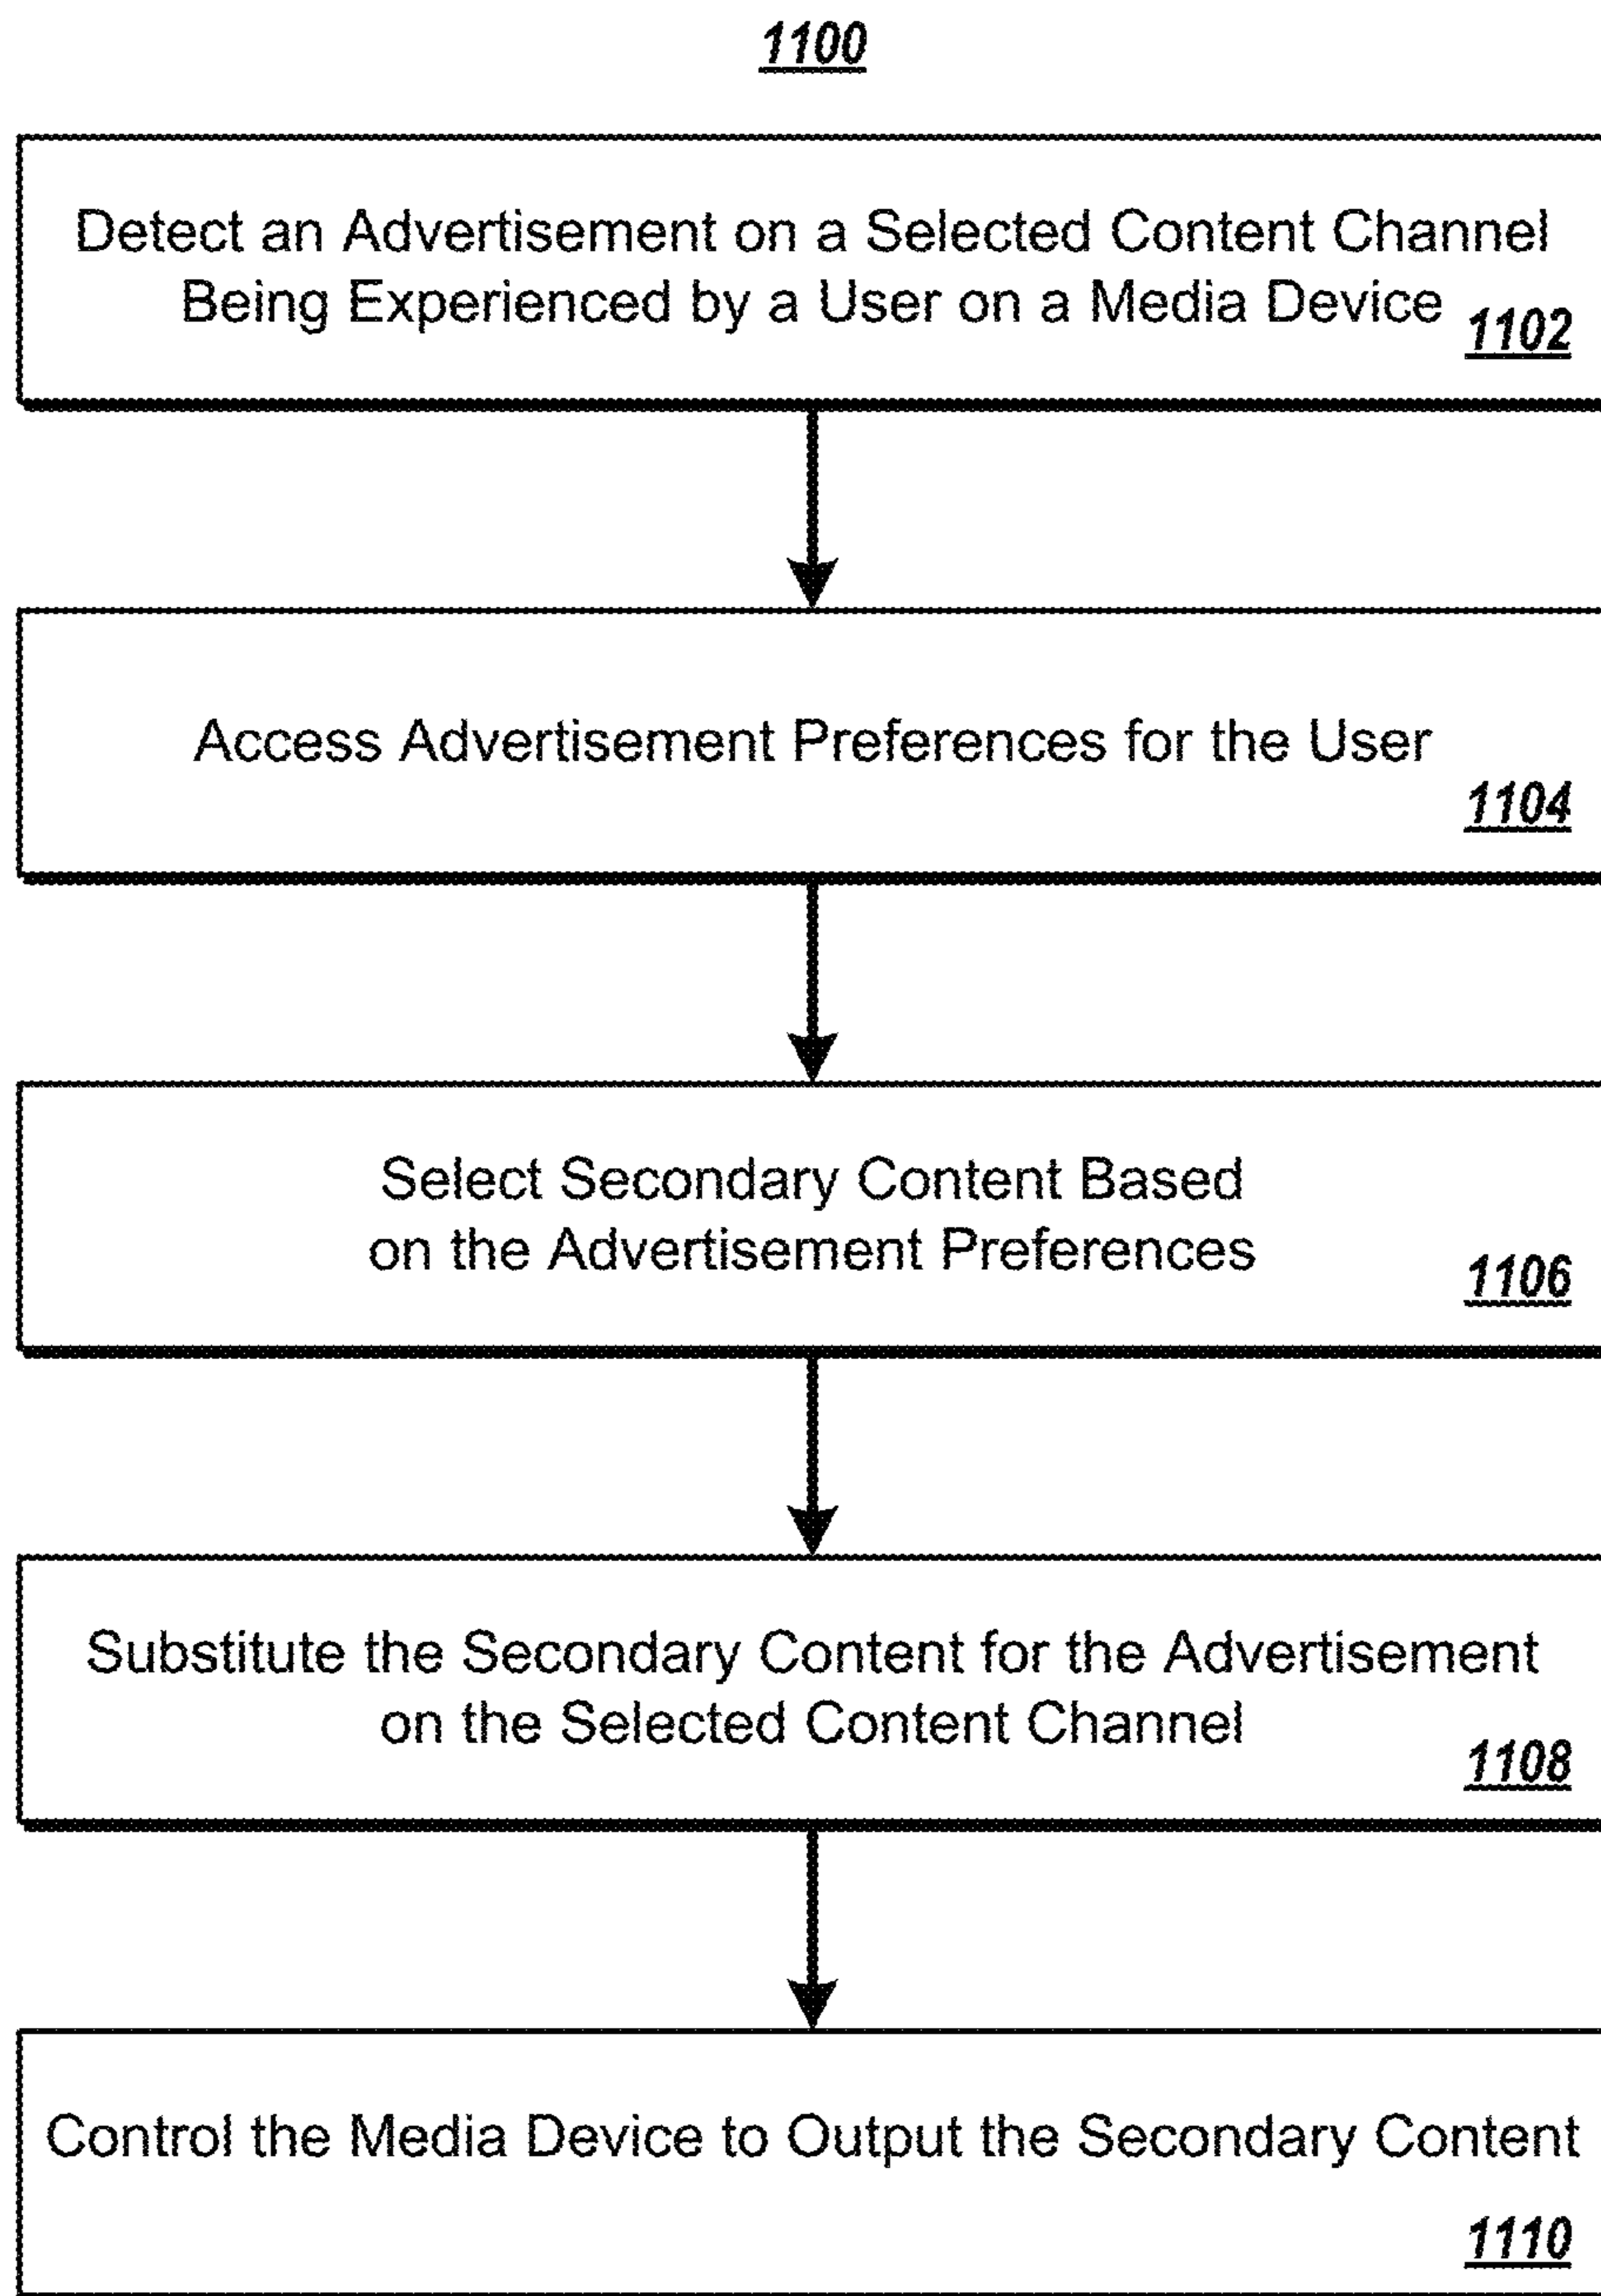 1100
Detect an Advertisement on a Selected Content Channel
Being Experienced by a User on a Media Device
1102
Access Advertisement Preferences for the User
1104
Select Secondary Content Based
on the Advertisement Preferences
1106
Substitute the Secondary Content for the Advertisement
on the Selected Content Channel
1108
Control the Media Device to Output the Secondary Content
1110